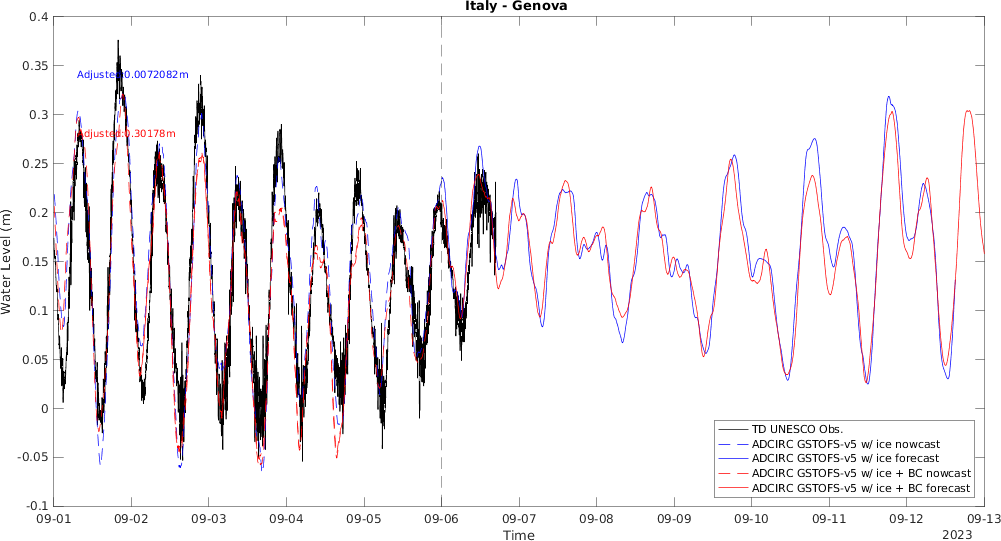 Italy - Genova
0.4
0.35
0.3
0.25
0.2
0.15
0.1
0.05
0
-0.05
-0.1
Water Level (m)
Adjusted:0.0072082m
Adjusted:0.30178m
TD UNESCO Obs.
ADCIRC GSTOFS-v5 w/ ice nowcast
ADCIRC GSTOFS-v5 w/ ice forecast
ADCIRC GSTOFS-v5 w/ ice + BC nowcast
ADCIRC GSTOFS-v5 w/ ice + BC forecast
09-01 09-02 09-03 09-04 09-05 09-06 09-07 09-08 09-09 09-10 09-11 09-12 09-13
Time
2023